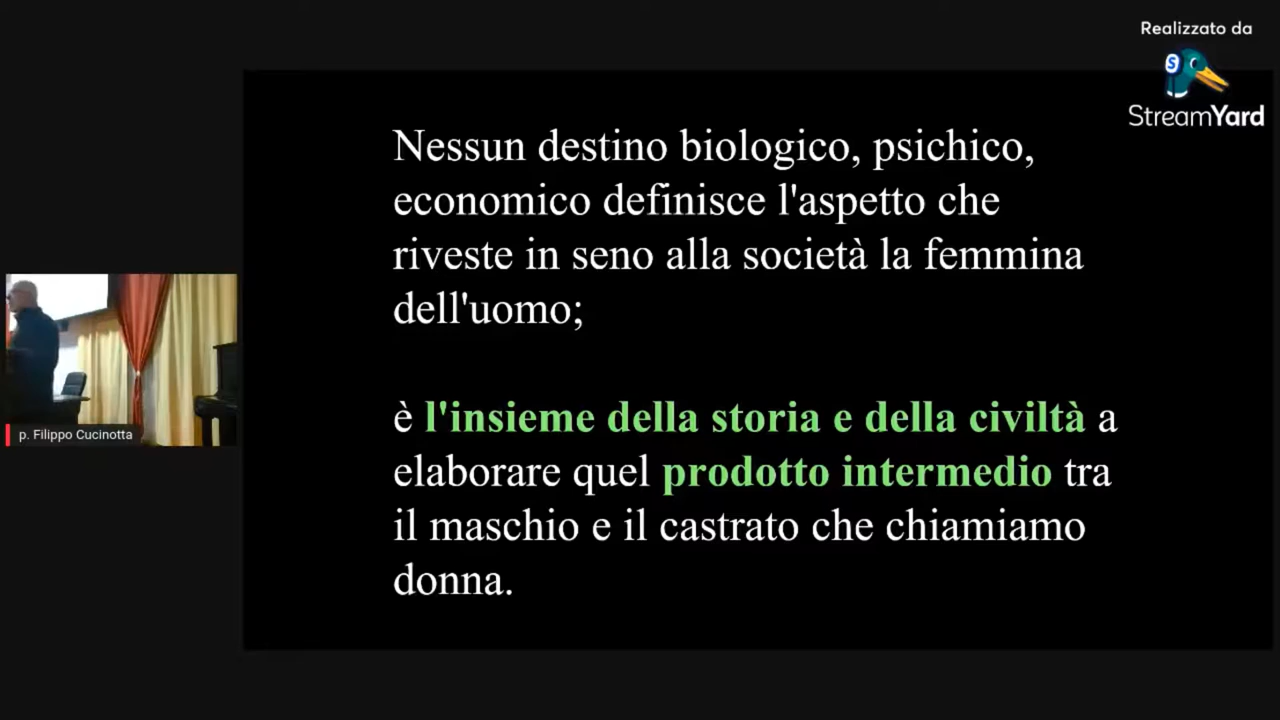 Realizzato da
StreamYard
Nessun destino biologico, psichico,
economico definisce l'aspetto che
riveste in seno alla società la femmina
dell'uomo;
è l'insieme della storia e della civiltà a
elaborare quel prodotto intermedio tra
il maschio e il castrato che chiamiamo
donna.
p. Filippo Cucinotta